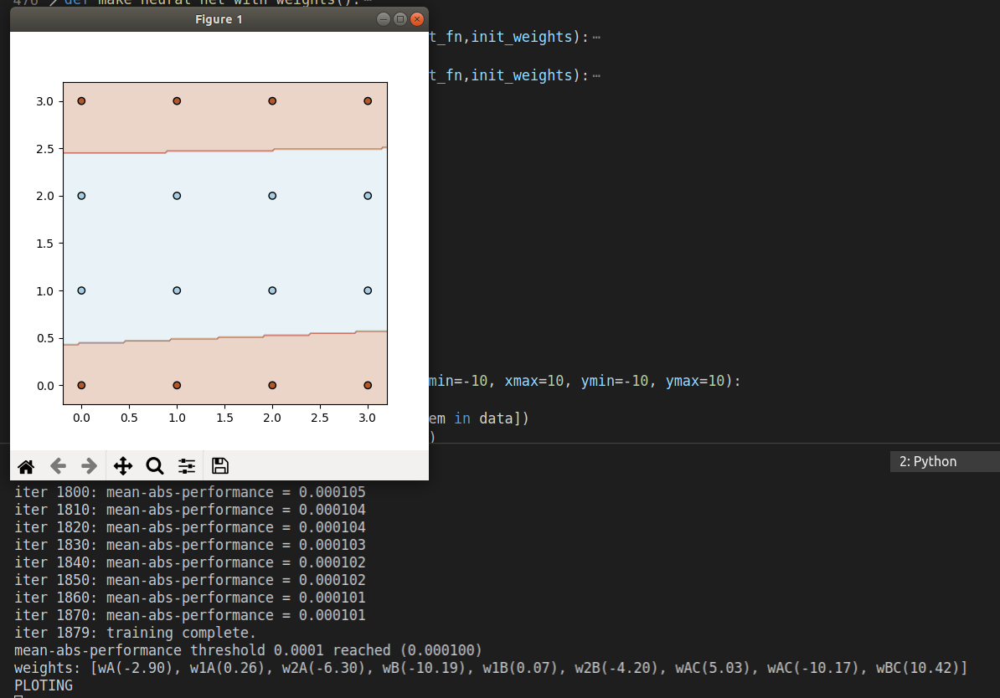 476 > def make_neural_net_with_weights():…
Figure 1
t_fn,init_weights):…
t_fn,init_weights):…
3.0
2.5
2.0
1.5
1.0
0.5
0.0
0.0 0.5 1.0 1.5 2.0 2.5 3.0
min=-10, xmax=10, ymin=-10, ymax=10):
em in data])
)
2: Python
iter 1800: mean-abs-performance = 0.000105
iter 1810: mean-abs-performance = 0.000104
iter 1820: mean-abs-performance = 0.000104
iter 1830: mean-abs-performance = 0.000103
iter 1840: mean-abs-performance = 0.000102
iter 1850: mean-abs-performance = 0.000102
iter 1860: mean-abs-performance = 0.000101
iter 1870: mean-abs-performance = 0.000101
iter 1879: training complete.
mean-abs-performance threshold 0.0001 reached (0.000100)
weights: [wA(-2.90), w1A(0.26), w2A(-6.30), wB(-10.19), w1B(0.07), w2B(-4.20), wAC(5.03), wAC(-10.17), wBC(10.42)]
PLOTING